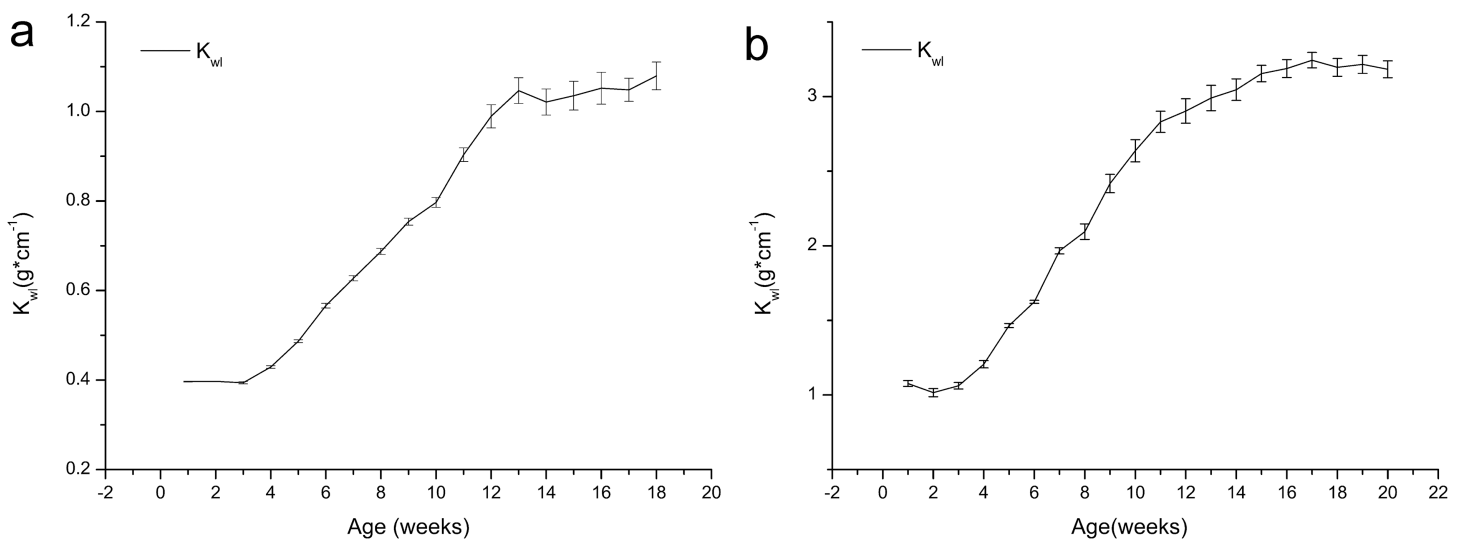 a
K_wl
1.2
1.0
0.8
0.6
0.4
0.2
K_wl(g*cm^-1)
-2 0 2 4 6 8 10 12 14 16 18 20
Age (weeks)
b
K_wl
3
2
1
K_wl(g*cm^-1)
-2 0 2 4 6 8 10 12 14 16 18 20 22
Age(weeks)